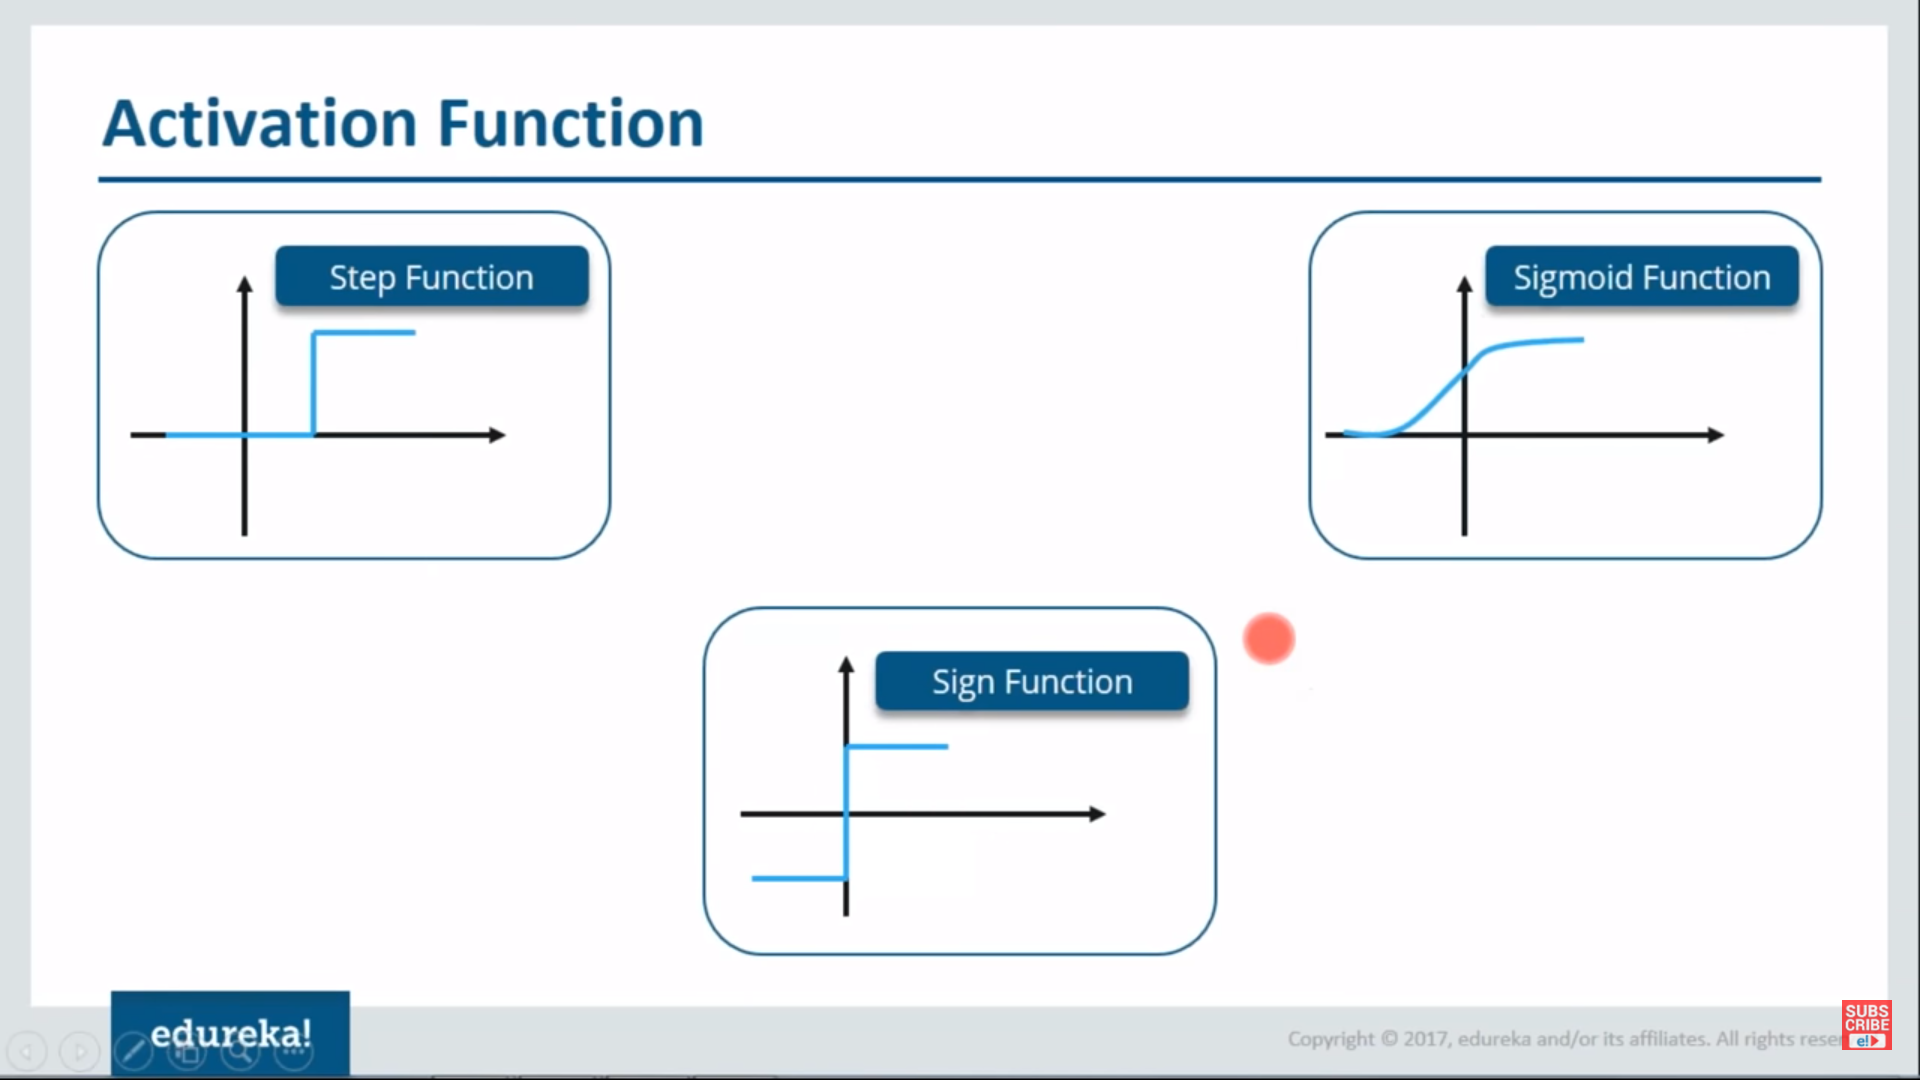 Activation Function
Step Function
Sigmoid Function
Sign Function
edureka!
Copyright © 2017, edureka and/or its affiliates. All rights
SUBS
CRIBE
e!